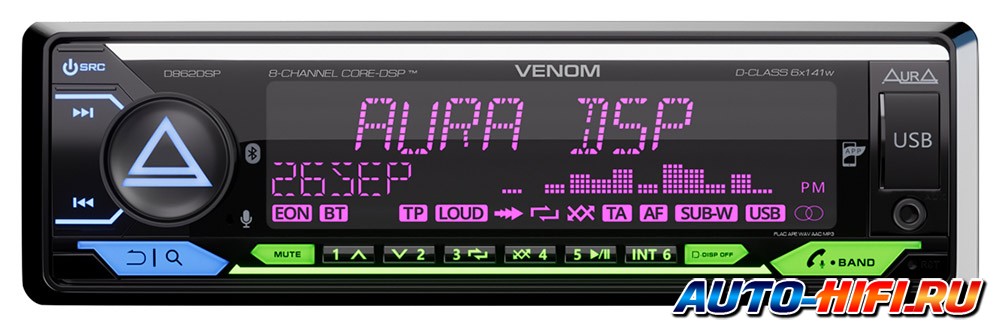 SRC
D862DSP
8-CHANNEL CORE-DSP™
VENOM
D-CLASS 6x141w
AURA
AURA DSP
26SEP
PM
EON BT TP LOUD TA AF SUB-W USB
USB
APP
FLAC APE WAV AAC MP3
MUTE
1
2
3
4
5
INT 6
D-DISP OFF
• BAND
AUTO-HIFI.RU